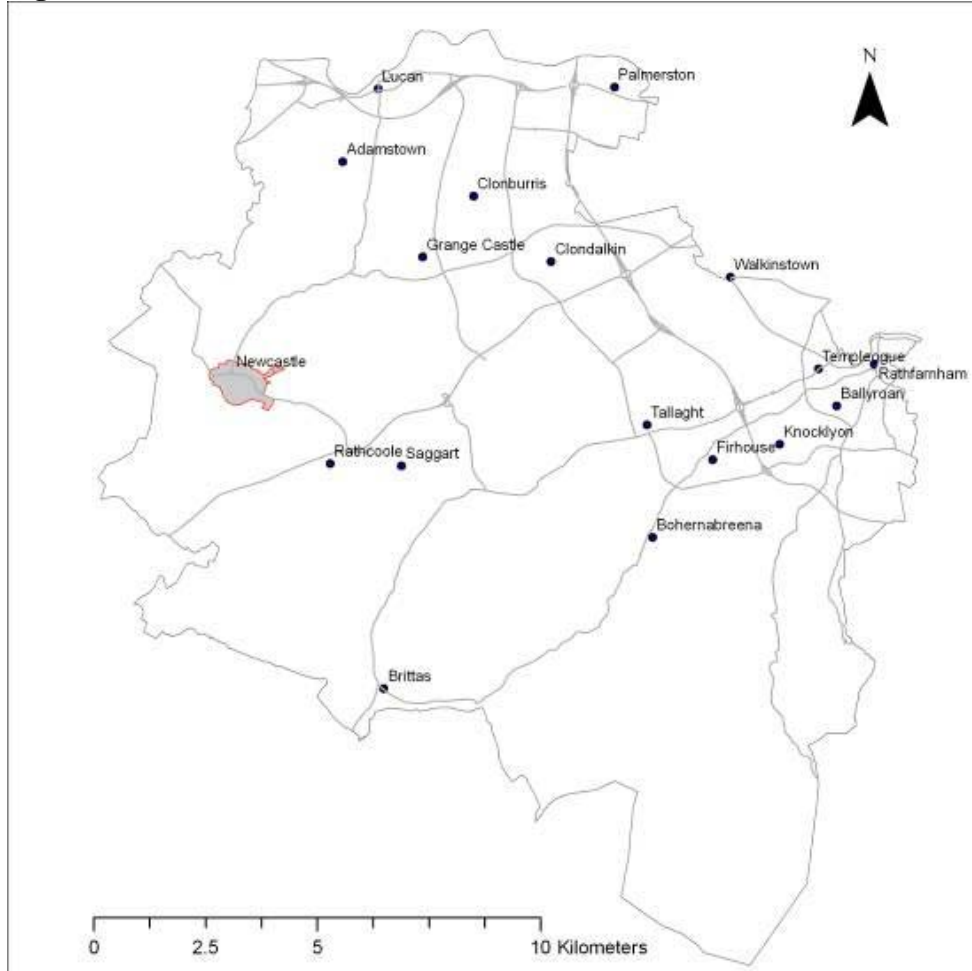 N
Lucan
Palmerston
Adamstown
Clonburris
Grange Castle
Clondalkin
Walkinstown
Newcastle
Templeogue
Rathfarnham
Ballyroan
Tallaght
Knocklyon
Firhouse
Rathcoole
Saggart
Bohernabreena
Brittas
0 2.5 5 10 Kilometers